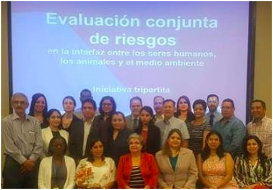 Evaluación conjunta
de riesgos
en la interfaz entre los seres humanos,
los animales y el medio ambiente
Iniciativa tripartita